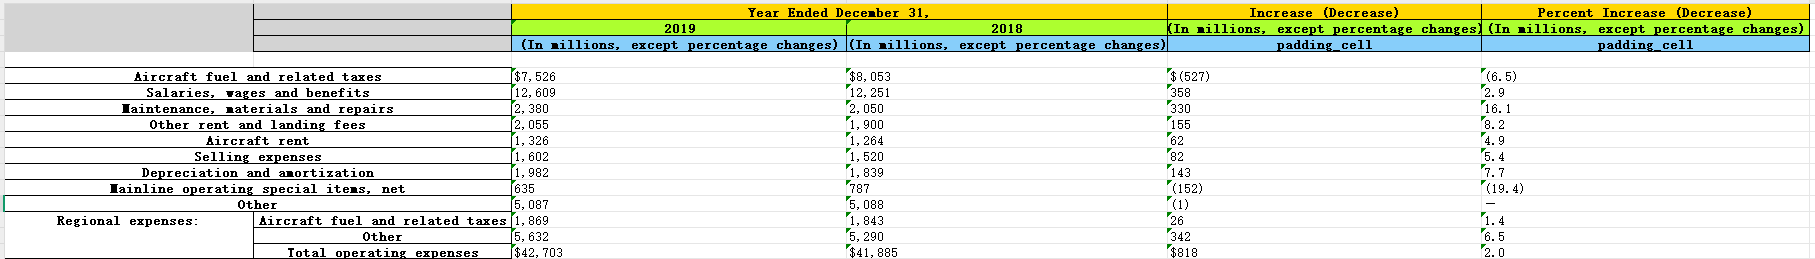 Year Ended December 31, Increase (Decrease) Percent Increase (Decrease)
2019 2018 (In millions, except percentage changes) (In millions, except percentage changes)
(In millions, except percentage changes) (In millions, except percentage changes) padding_cell padding_cell
Aircraft fuel and related taxes $7,526 $8,053 $(527) (6.5)
Salaries, wages and benefits 12,609 12,251 358 2.9
Maintenance, materials and repairs 2,380 2,050 330 16.1
Other rent and landing fees 2,055 1,900 155 8.2
Aircraft rent 1,326 1,264 62 4.9
Selling expenses 1,602 1,520 82 5.4
Depreciation and amortization 1,982 1,839 143 7.7
Mainline operating special items, net 635 787 (152) (19.4)
Other 5,087 5,088 (1) —
Regional expenses: Aircraft fuel and related taxes 1,869 1,843 26 1.4
Other 5,632 5,290 342 6.5
Total operating expenses $42,703 $41,885 $818 2.0